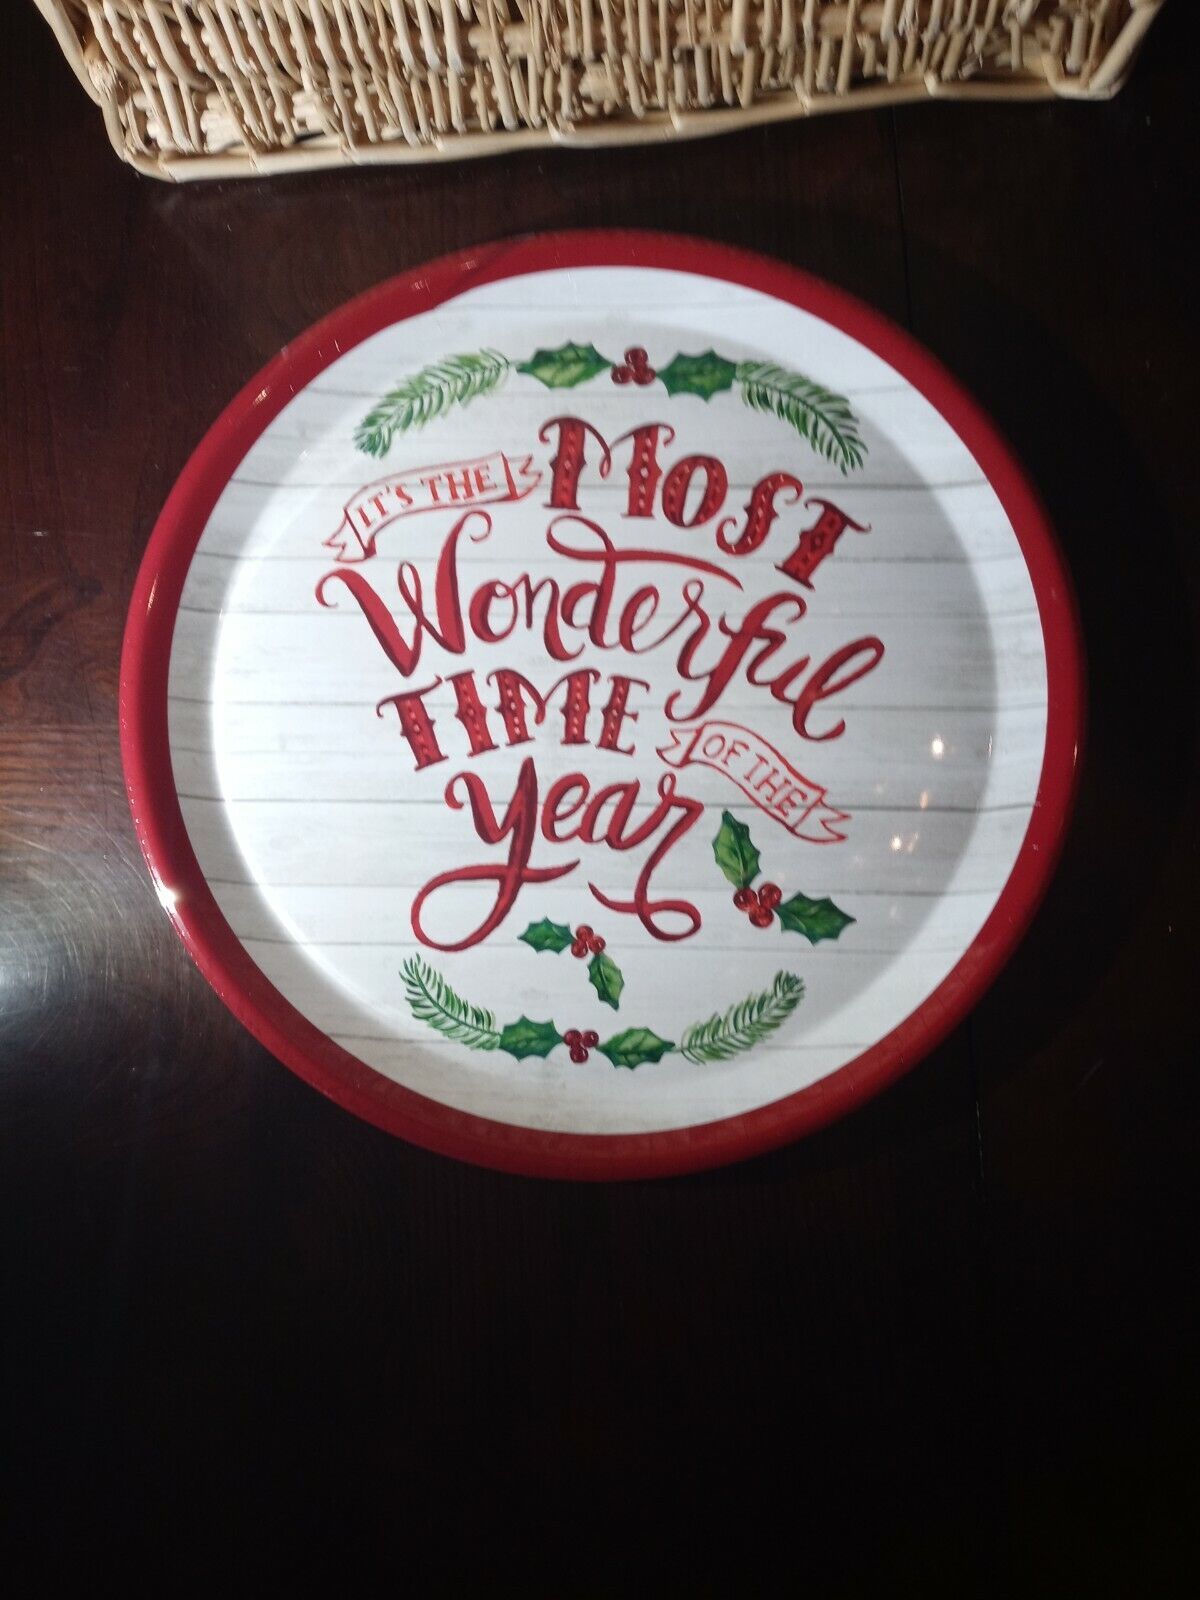 IT'S THE MOST
Wonderful
TIME OF THE
year